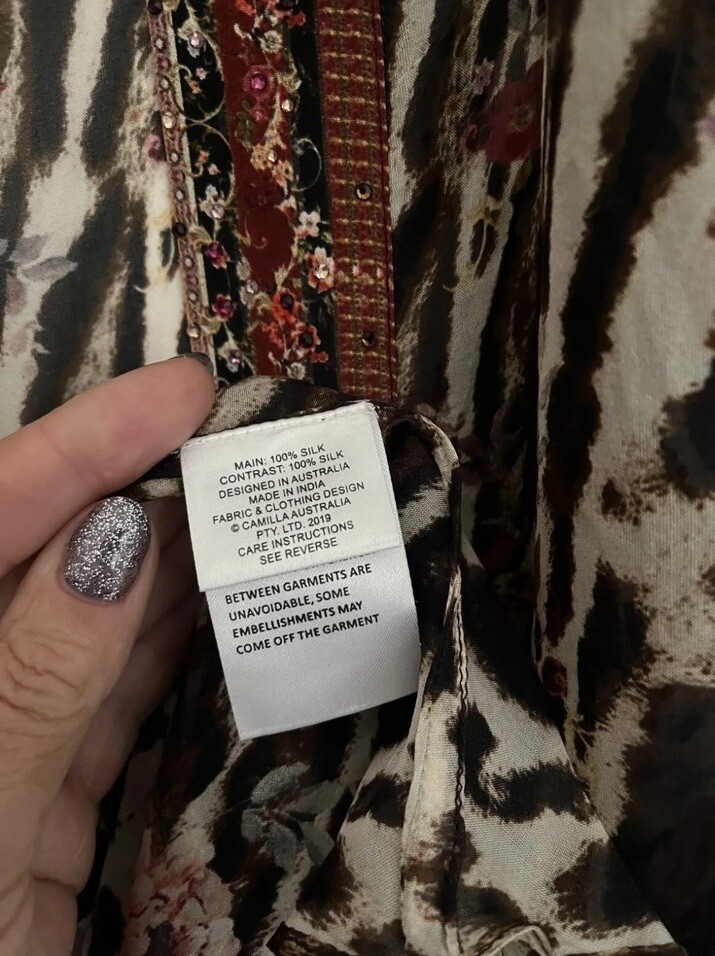 MAIN: 100% SILK
CONTRAST: 100% SILK
DESIGNED IN AUSTRALIA
MADE IN INDIA
FABRIC & CLOTHING DESIGN
© CAMILLA AUSTRALIA
PTY. LTD. 2019
CARE INSTRUCTIONS
SEE REVERSE
BETWEEN GARMENTS ARE
UNAVOIDABLE, SOME
EMBELLISHMENTS MAY
COME OFF THE GARMENT